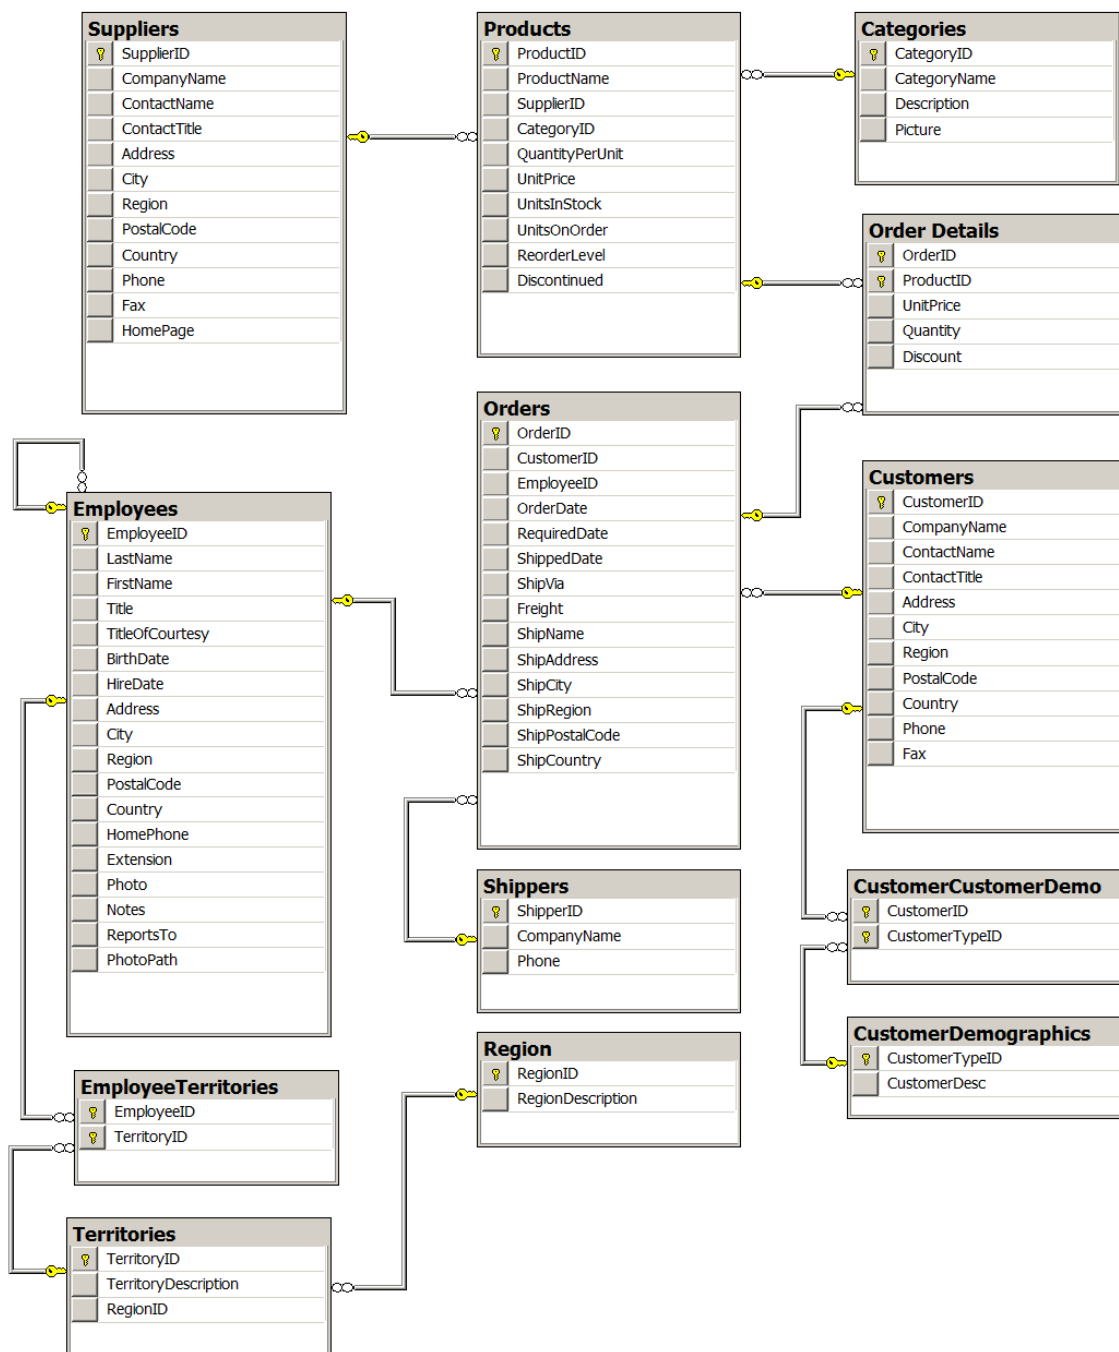 Suppliers
SupplierID
CompanyName
ContactName
ContactTitle
Address
City
Region
PostalCode
Country
Phone
Fax
HomePage
Products
ProductID
ProductName
SupplierID
CategoryID
QuantityPerUnit
UnitPrice
UnitsInStock
UnitsOnOrder
ReorderLevel
Discontinued
Categories
CategoryID
CategoryName
Description
Picture
Order Details
OrderID
ProductID
UnitPrice
Quantity
Discount
Employees
EmployeeID
LastName
FirstName
Title
TitleOfCourtesy
BirthDate
HireDate
Address
City
Region
PostalCode
Country
HomePhone
Extension
Photo
Notes
ReportsTo
PhotoPath
Orders
OrderID
CustomerID
EmployeeID
OrderDate
RequiredDate
ShippedDate
ShipVia
Freight
ShipName
ShipAddress
ShipCity
ShipRegion
ShipPostalCode
ShipCountry
Customers
CustomerID
CompanyName
ContactName
ContactTitle
Address
City
Region
PostalCode
Country
Phone
Fax
Shippers
ShipperID
CompanyName
Phone
CustomerCustomerDemo
CustomerID
CustomerTypeID
CustomerDemographics
CustomerTypeID
CustomerDesc
Region
RegionID
RegionDescription
EmployeeTerritories
EmployeeID
TerritoryID
Territories
TerritoryID
TerritoryDescription
RegionID